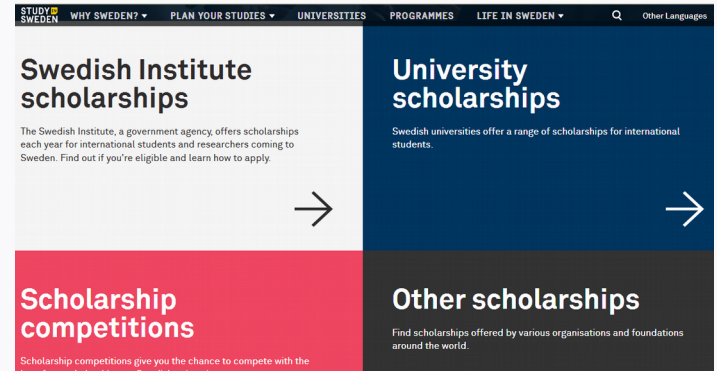 STUDY IN
SWEDEN
WHY SWEDEN? ▾ PLAN YOUR STUDIES ▾ UNIVERSITIES PROGRAMMES LIFE IN SWEDEN ▾ Other Languages
Swedish Institute
scholarships
The Swedish Institute, a government agency, offers scholarships
each year for international students and researchers coming to
Sweden. Find out if you're eligible and learn how to apply.
University
scholarships
Swedish universities offer a range of scholarships for international
students.
Scholarship
competitions
Scholarship competitions give you the chance to compete with the
Other scholarships
Find scholarships offered by various organisations and foundations
around the world.